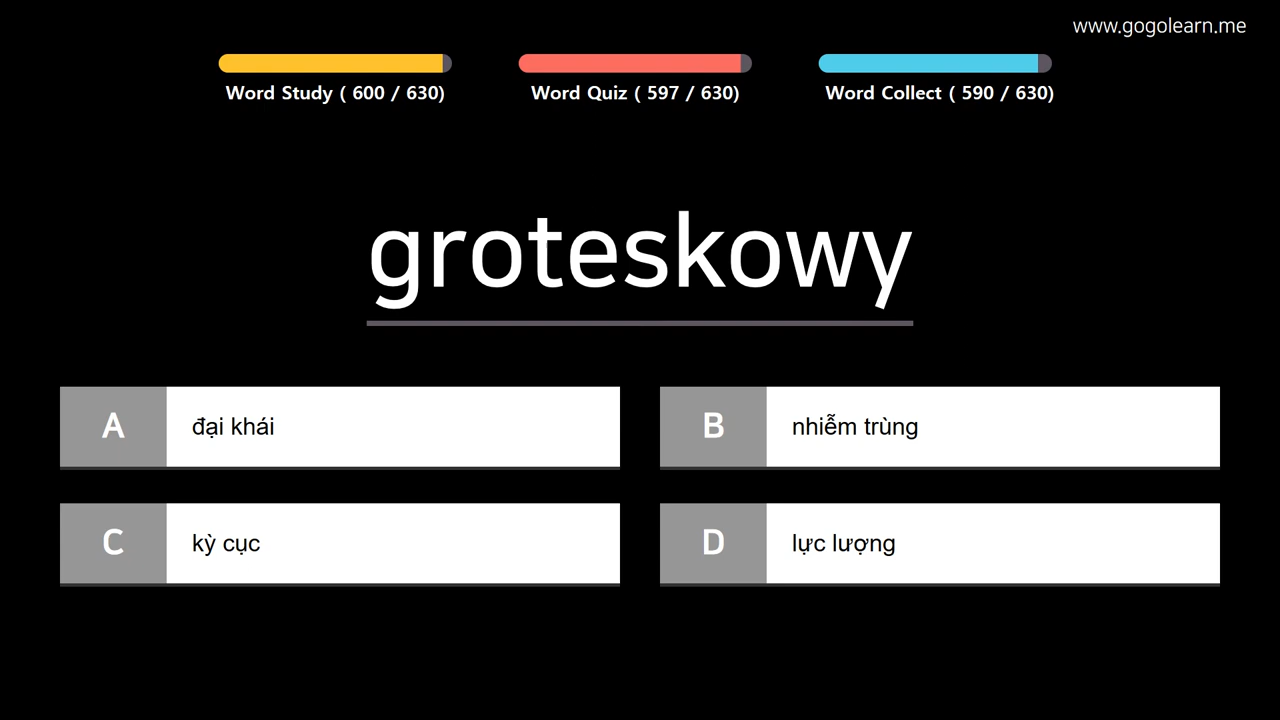 www.gogolearn.me
Word Study ( 600 / 630)
Word Quiz ( 597 / 630)
Word Collect ( 590 / 630)
groteskowy
A đại khái
B nhiễm trùng
C kỳ cục
D lực lượng